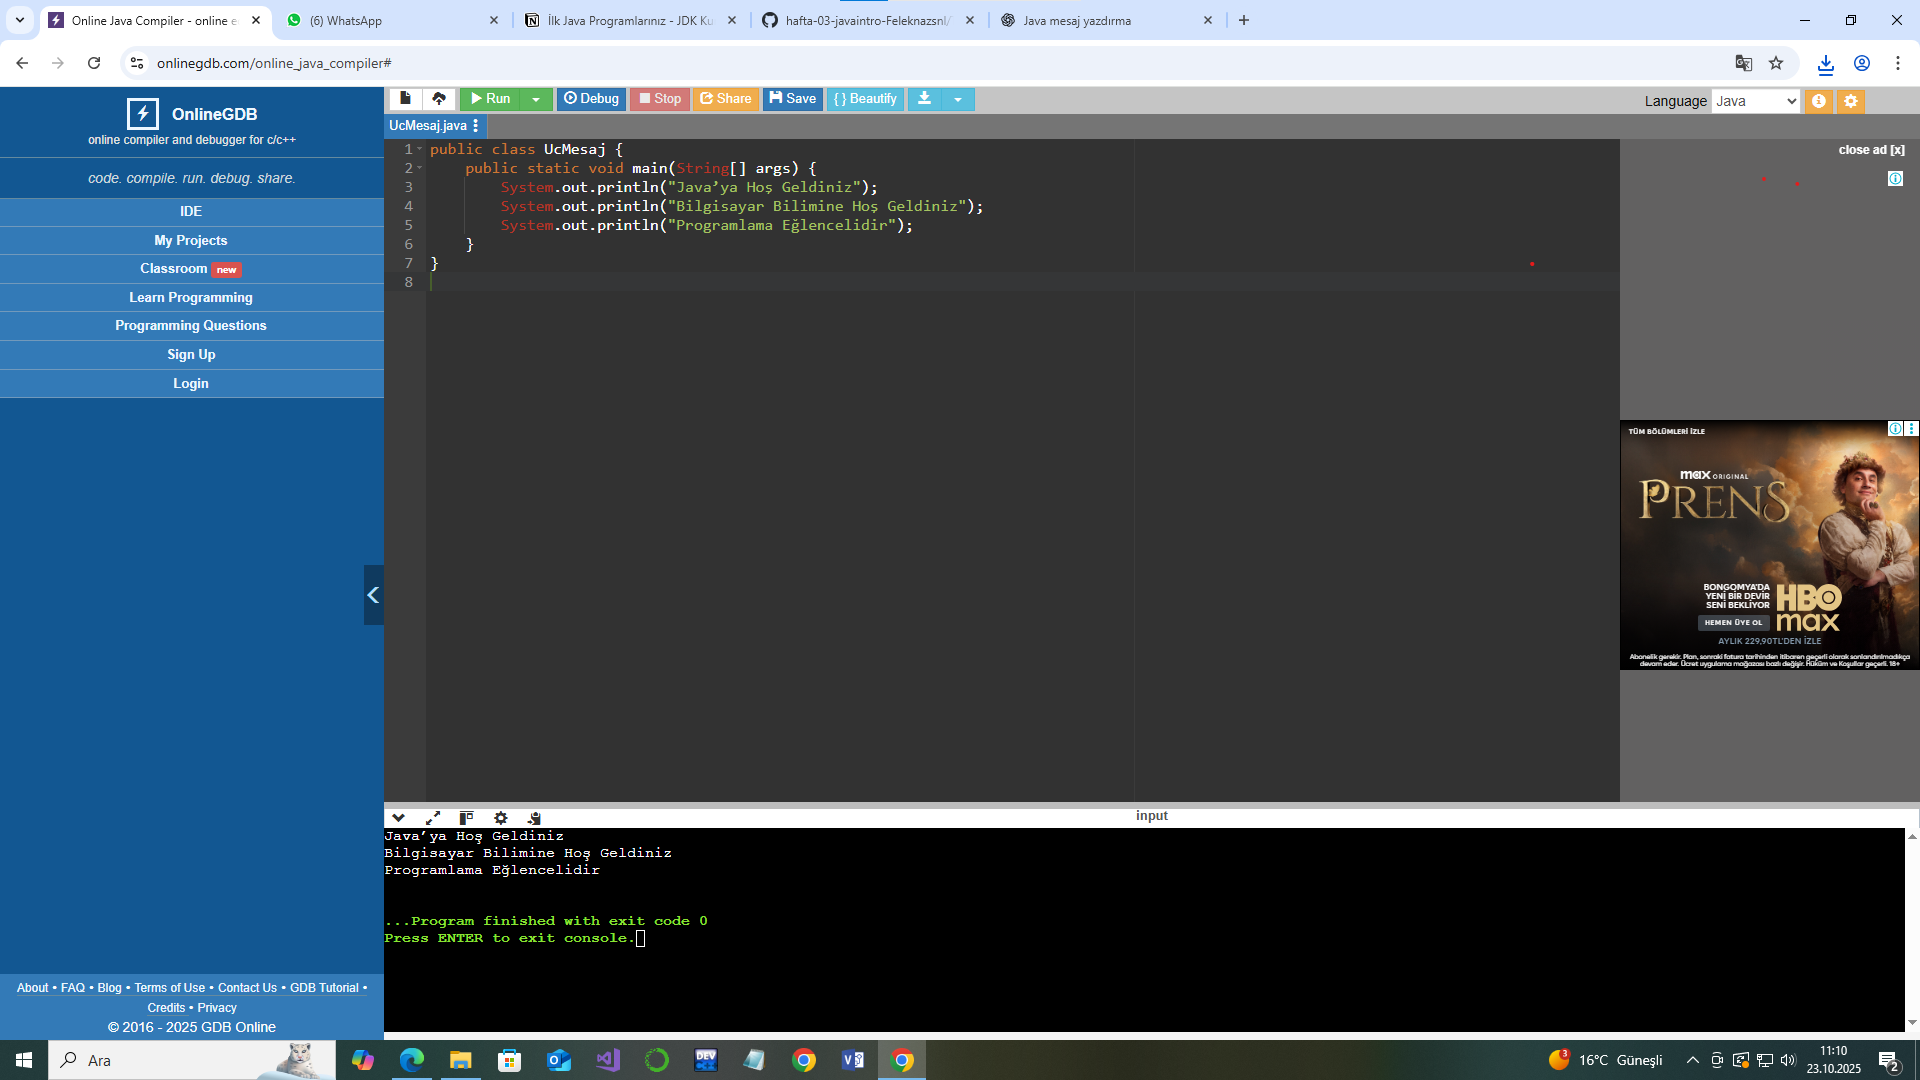 Online Java Compiler - online e
(6) WhatsApp
İlk Java Programlarınız - JDK Ku
hafta-03-javaintro-Feleknazsnl/
Java mesaj yazdırma
onlinegdb.com/online_java_compiler#
OnlineGDB
online compiler and debugger for c/c++
code. compile. run. debug. share.
IDE
My Projects
Classroom new
Learn Programming
Programming Questions
Sign Up
Login
About • FAQ • Blog • Terms of Use • Contact Us • GDB Tutorial •
Credits • Privacy
© 2016 - 2025 GDB Online
Run
Debug
Stop
Share
Save
{ } Beautify
Language Java
UcMesaj.java
1 public class UcMesaj {
2 public static void main(String[] args) {
3 System.out.println("Java’ya Hoş Geldiniz");
4 System.out.println("Bilgisayar Bilimine Hoş Geldiniz");
5 System.out.println("Programlama Eğlencelidir");
6 }
7 }
8
close ad [x]
TÜM BÖLÜMLERİ İZLE
max ORIGINAL
PRENS
BONGOMYA'DA
YENİ BİR DEVİR
SENİ BEKLİYOR
HBO
max
HEMEN ÜYE OL
AYLIK 229,90TL'DEN İZLE
Abonelik gerekir. Plan, sonraki fatura tarihinden itibaren geçerli olarak sonlandırılmadıkça
devam eder. Ücret uygulama mağazası bazlı değişir. Hüküm ve Koşullar geçerli. 18+
input
Java’ya Hoş Geldiniz
Bilgisayar Bilimine Hoş Geldiniz
Programlama Eğlencelidir
...Program finished with exit code 0
Press ENTER to exit console.
Ara
DEV
3
16°C Güneşli
11:10
23.10.2025
2